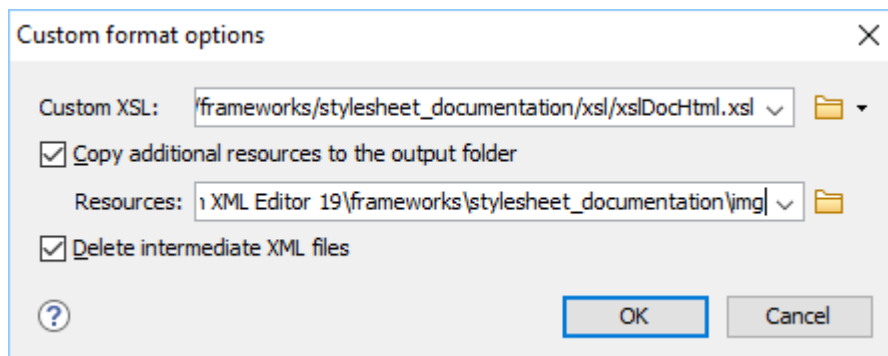 Custom format options
Custom XSL: /frameworks/stylesheet_documentation/xsl/xslDocHtml.xsl
Copy additional resources to the output folder
Resources: XML Editor 19\frameworks\stylesheet_documentation\img
Delete intermediate XML files
? OK Cancel